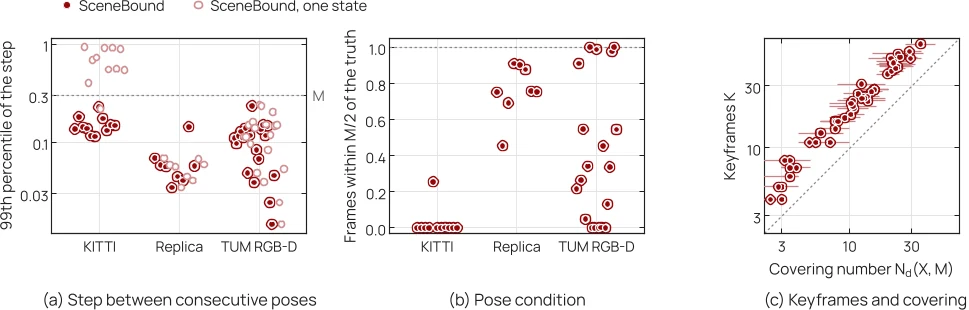 SceneBound SceneBound, one state
99th percentile of the step
1
0.3
0.1
0.03
M
KITTI Replica TUM RGB-D
(a) Step between consecutive poses
Frames within M/2 of the truth
1.0
0.8
0.6
0.4
0.2
0.0
KITTI Replica TUM RGB-D
(b) Pose condition
Keyframes K
30
10
3
3 10 30
Covering number Nd(X, M)
(c) Keyframes and covering